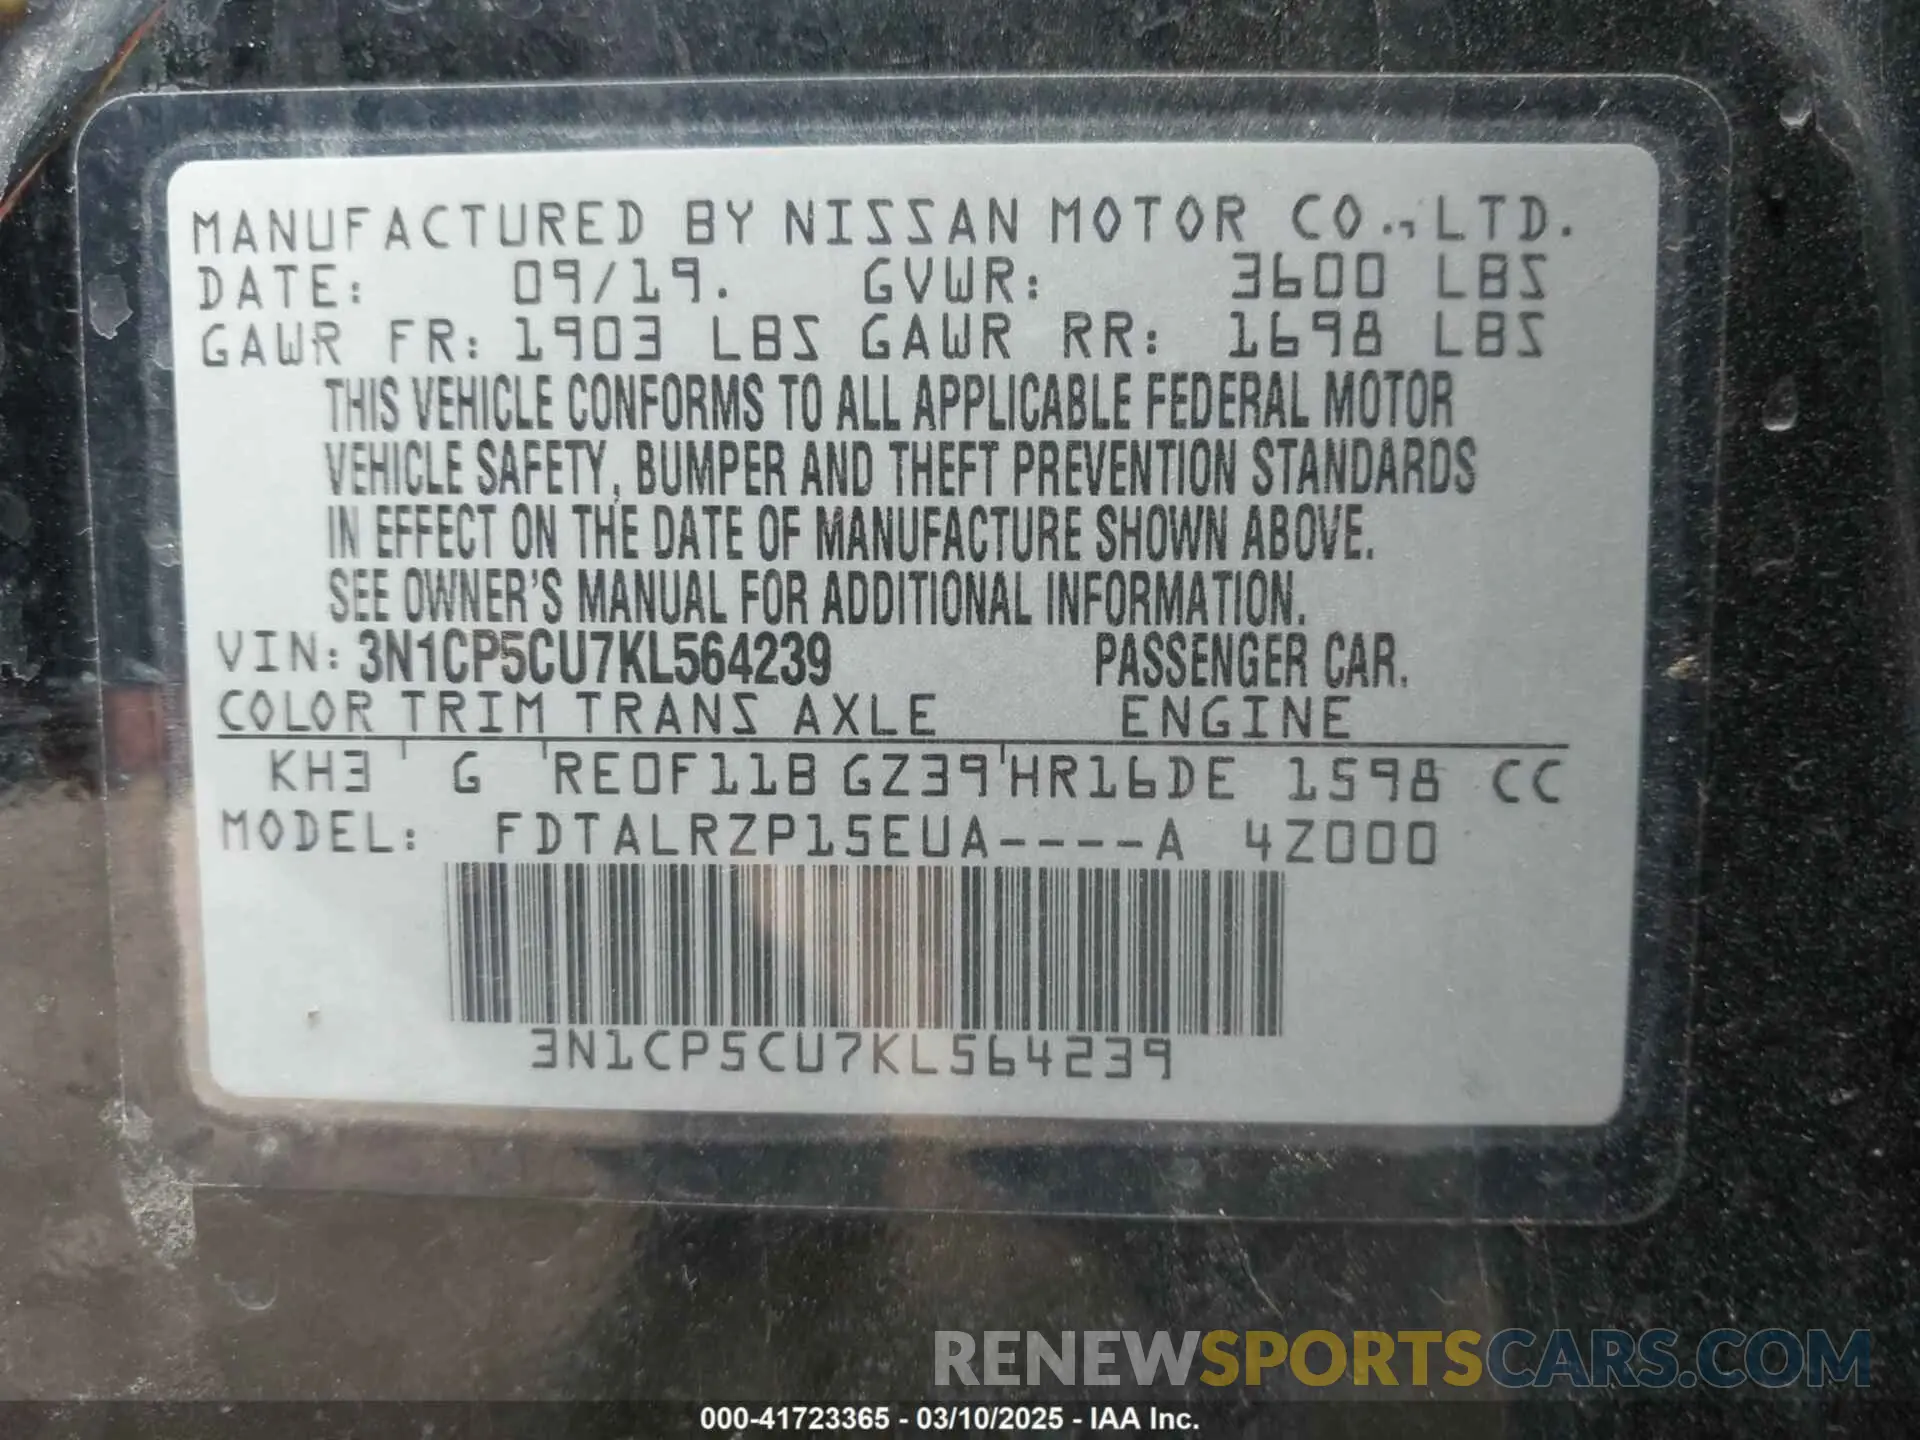 MANUFACTURED BY NISSAN MOTOR CO., LTD.
DATE: 09/19. GVWR: 3600 LBS
GAWR FR: 1903 LBS GAWR RR: 1698 LBS
THIS VEHICLE CONFORMS TO ALL APPLICABLE FEDERAL MOTOR
VEHICLE SAFETY, BUMPER AND THEFT PREVENTION STANDARDS
IN EFFECT ON THE DATE OF MANUFACTURE SHOWN ABOVE.
SEE OWNER'S MANUAL FOR ADDITIONAL INFORMATION.
VIN: 3N1CP5CU7KL564239 PASSENGER CAR.
COLOR TRIM TRANS AXLE ENGINE
KH3 G RE0F11B GZ39 HR16DE 1598 CC
MODEL: FDTALRZP15EUA----A 4Z000
3N1CP5CU7KL564239
RENEWSPORTSCARS.COM
000-41723365 - 03/10/2025 - IAA Inc.